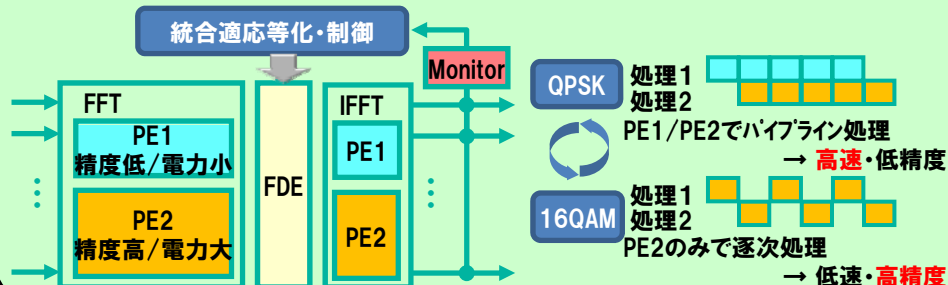 統合適応等化・制御
Monitor
FFT
PE1
精度低/電力小
PE2
精度高/電力大
FDE
IFFT
PE1
PE2
QPSK
処理1
処理2
PE1/PE2でパイプライン処理
→ 高速・低精度
16QAM
処理1
処理2
PE2のみで逐次処理
→ 低速・高精度